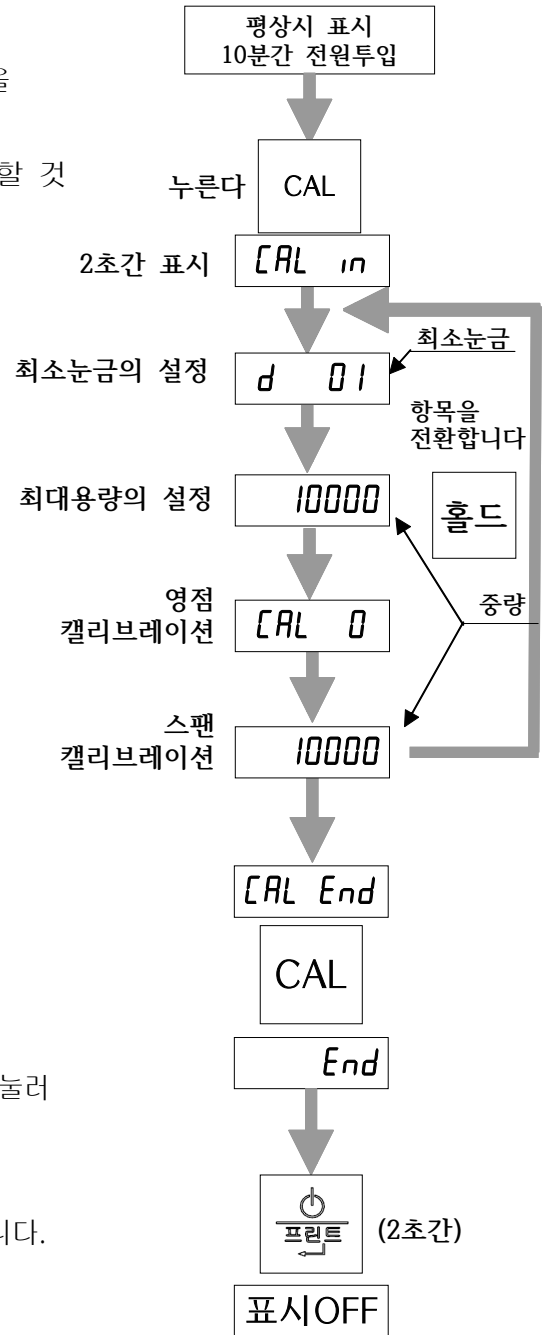 평상시 표시
10분간 전원투입
을
할 것
누른다
CAL
2초간 표시
CAL in
최소눈금
최소눈금의 설정
d 01
항목을
전환합니다
최대용량의 설정
10000
홀드
영점
캘리브레이션
CAL 0
중량
스팬
캘리브레이션
10000
CAL End
CAL
End
눌러
프린트
(2초간)
니다.
표시OFF